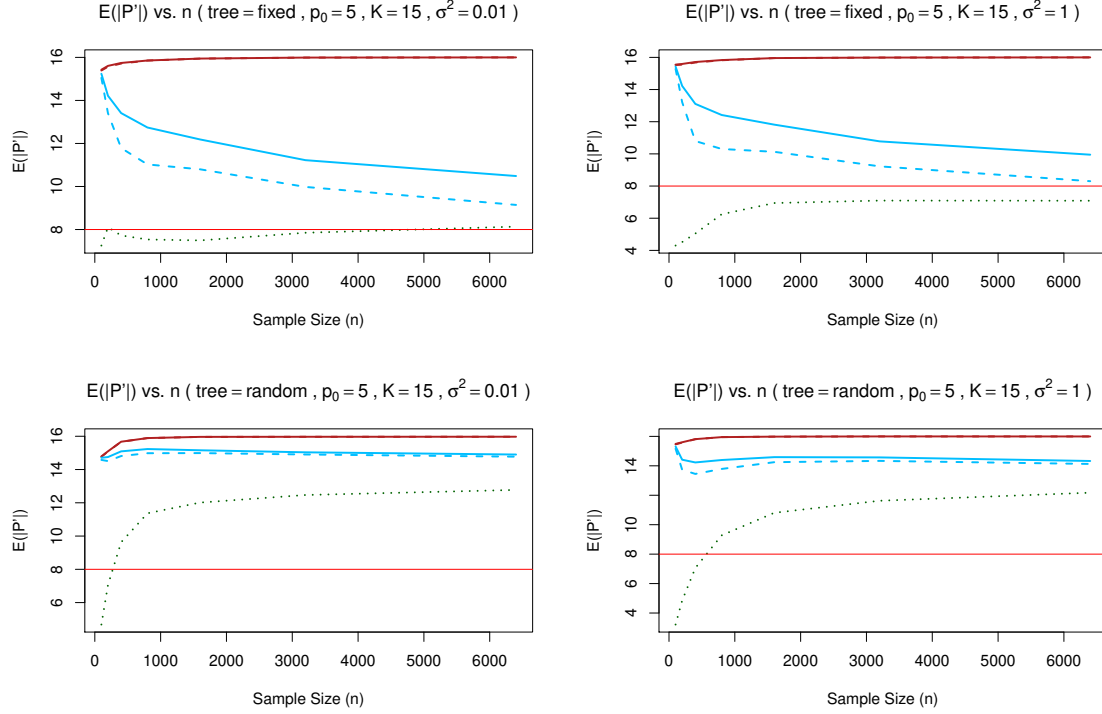 E(|P'|) vs. n ( tree = fixed , p₀ = 5 , K = 15 , σ² = 0.01 )
E(|P'|)
8 10 12 14 16
0 1000 2000 3000 4000 5000 6000
Sample Size (n)
E(|P'|) vs. n ( tree = fixed , p₀ = 5 , K = 15 , σ² = 1 )
E(|P'|)
4 6 8 10 12 14 16
0 1000 2000 3000 4000 5000 6000
Sample Size (n)
E(|P'|) vs. n ( tree = random , p₀ = 5 , K = 15 , σ² = 0.01 )
E(|P'|)
6 8 10 12 14 16
0 1000 2000 3000 4000 5000 6000
Sample Size (n)
E(|P'|) vs. n ( tree = random , p₀ = 5 , K = 15 , σ² = 1 )
E(|P'|)
4 6 8 10 14
0 1000 2000 3000 4000 5000 6000
Sample Size (n)